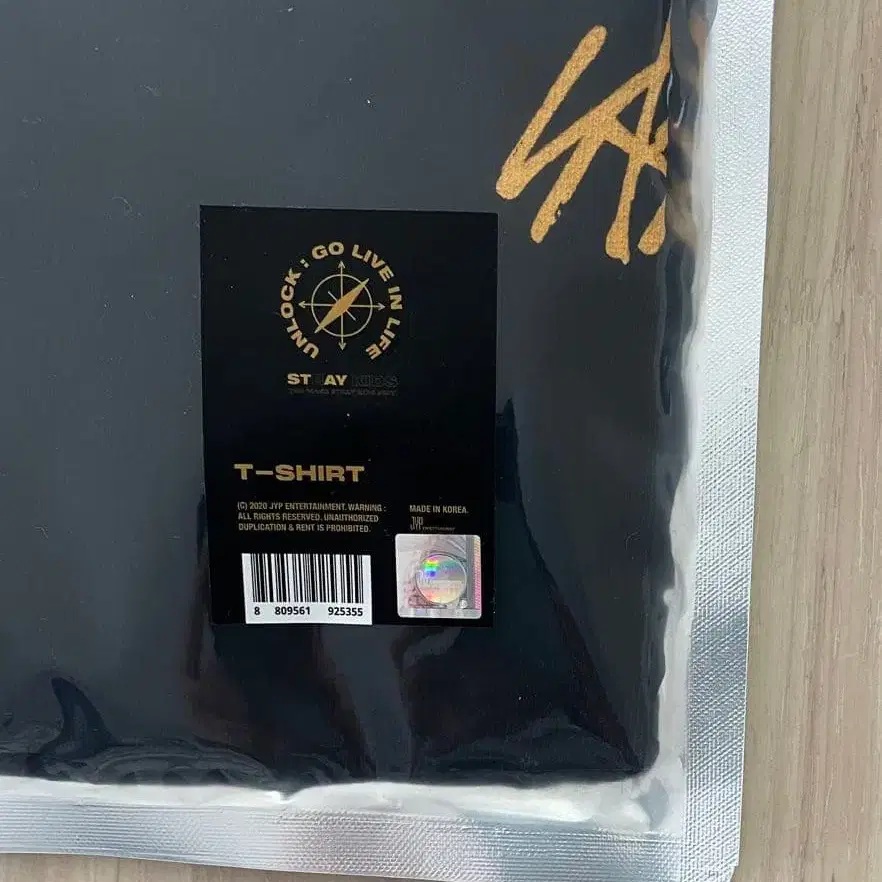 UNLOCK : GO LIVE IN LIFE
STRAY KIDS
T-SHIRT
(C) 2020 JYP ENTERTAINMENT. WARNING :
ALL RIGHTS RESERVED. UNAUTHORIZED
DUPLICATION & RENT IS PROHIBITED.
MADE IN KOREA.
JYP
8 809561 925355